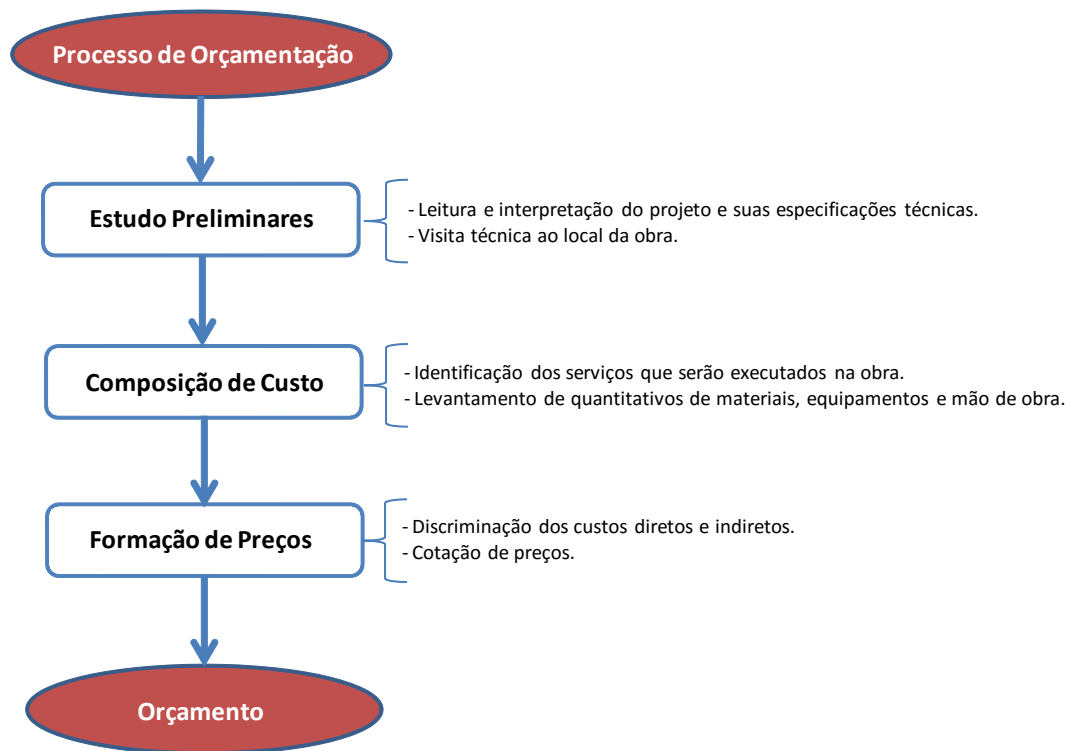 Processo de Orçamentação
Estudo Preliminares
- Leitura e interpretação do projeto e suas especificações técnicas.
- Visita técnica ao local da obra.
Composição de Custo
- Identificação dos serviços que serão executados na obra.
- Levantamento de quantitativos de materiais, equipamentos e mão de obra.
Formação de Preços
- Discriminação dos custos diretos e indiretos.
- Cotação de preços.
Orçamento